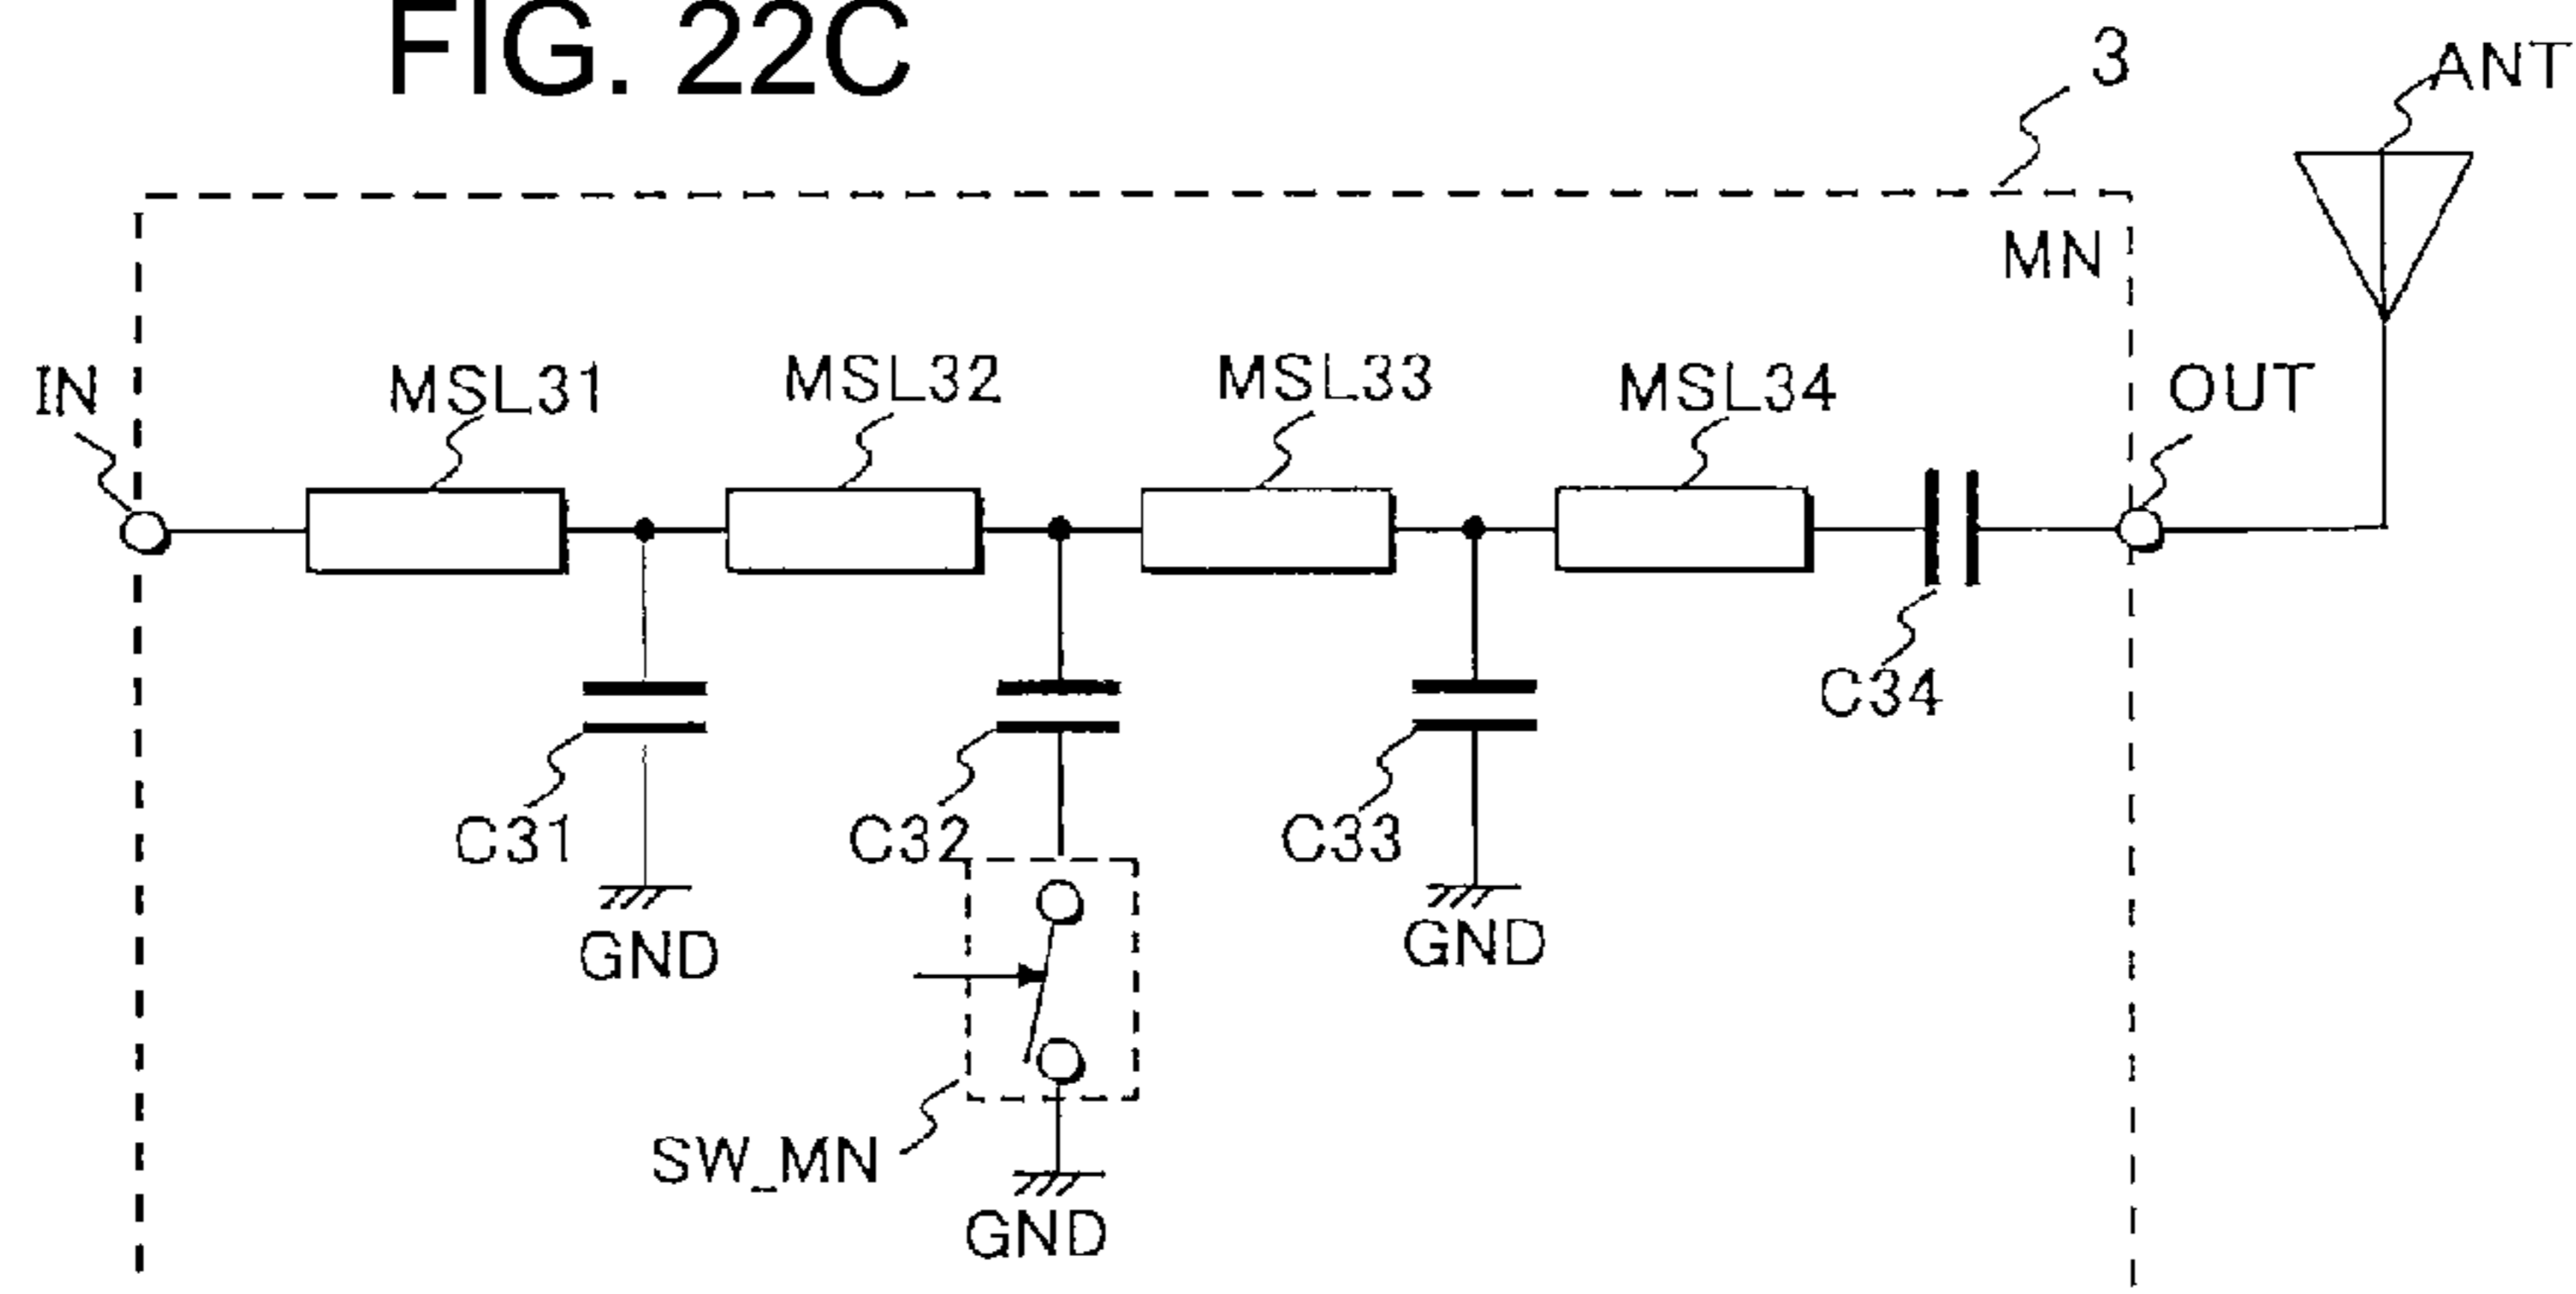 FIG. 22C
3
ANT
MN
IN
MSL31
MSL32
MSL33
MSL34
OUT
C34
C31
C32
C33
GND
GND
SW_MN
GND